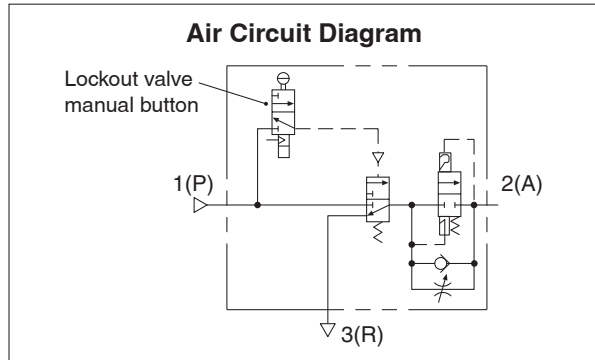 Air Circuit Diagram
Lockout valve
manual button
1(P)
2(A)
3(R)